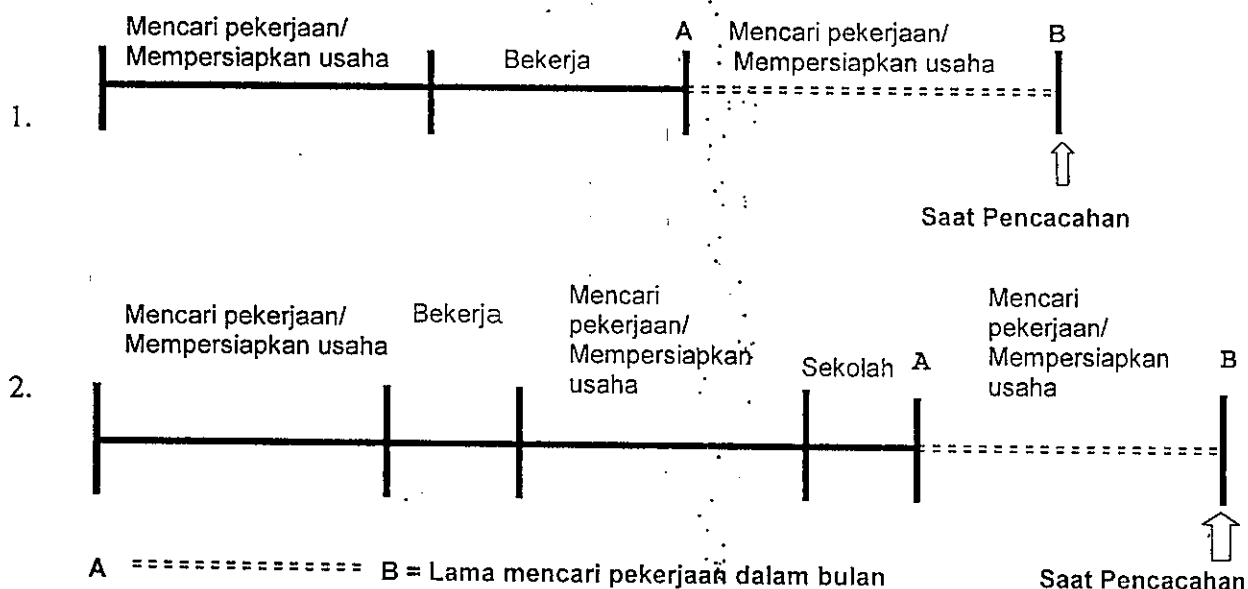 Mencari pekerjaan/
Mempersiapkan usaha
Bekerja
A
Mencari pekerjaan/
Mempersiapkan usaha
B
1.
Saat Pencacahan
Mencari pekerjaan/
Mempersiapkan usaha
Bekerja
Mencari
pekerjaan/
Mempersiapkan
usaha
Sekolah
A
Mencari
pekerjaan/
Mempersiapkan
usaha
B
2.
A ============= B = Lama mencari pekerjaan dalam bulan
Saat Pencacahan